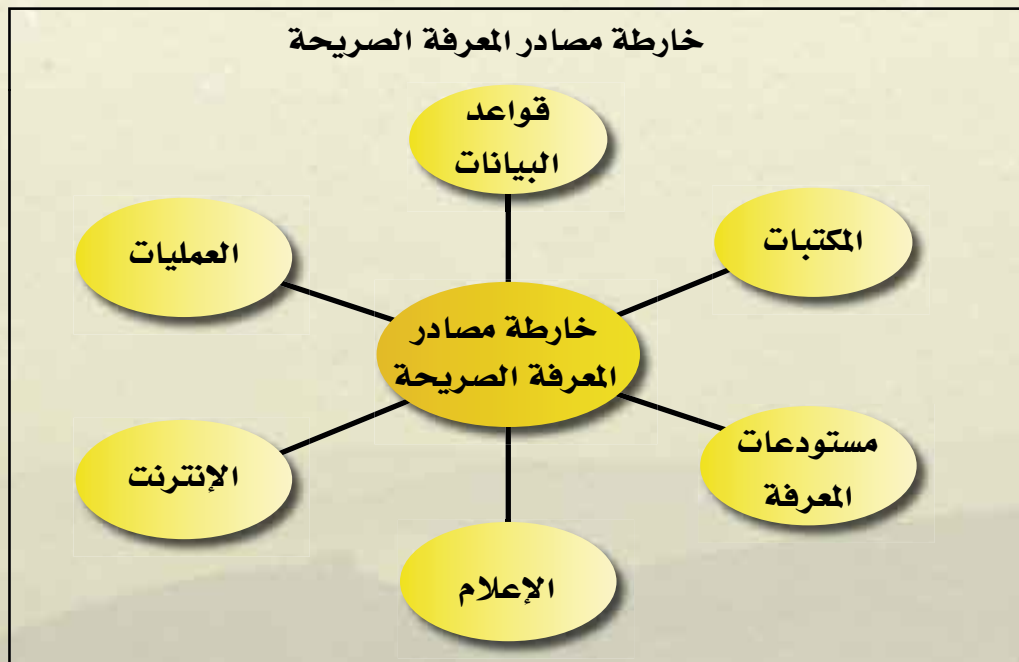 خارطة مصادر المعرفة الصريحة
قواعد
البيانات
المكتبات
العمليات
خارطة مصادر
المعرفة الصريحة
مستودعات
المعرفة
الإنترنت
الإعلام